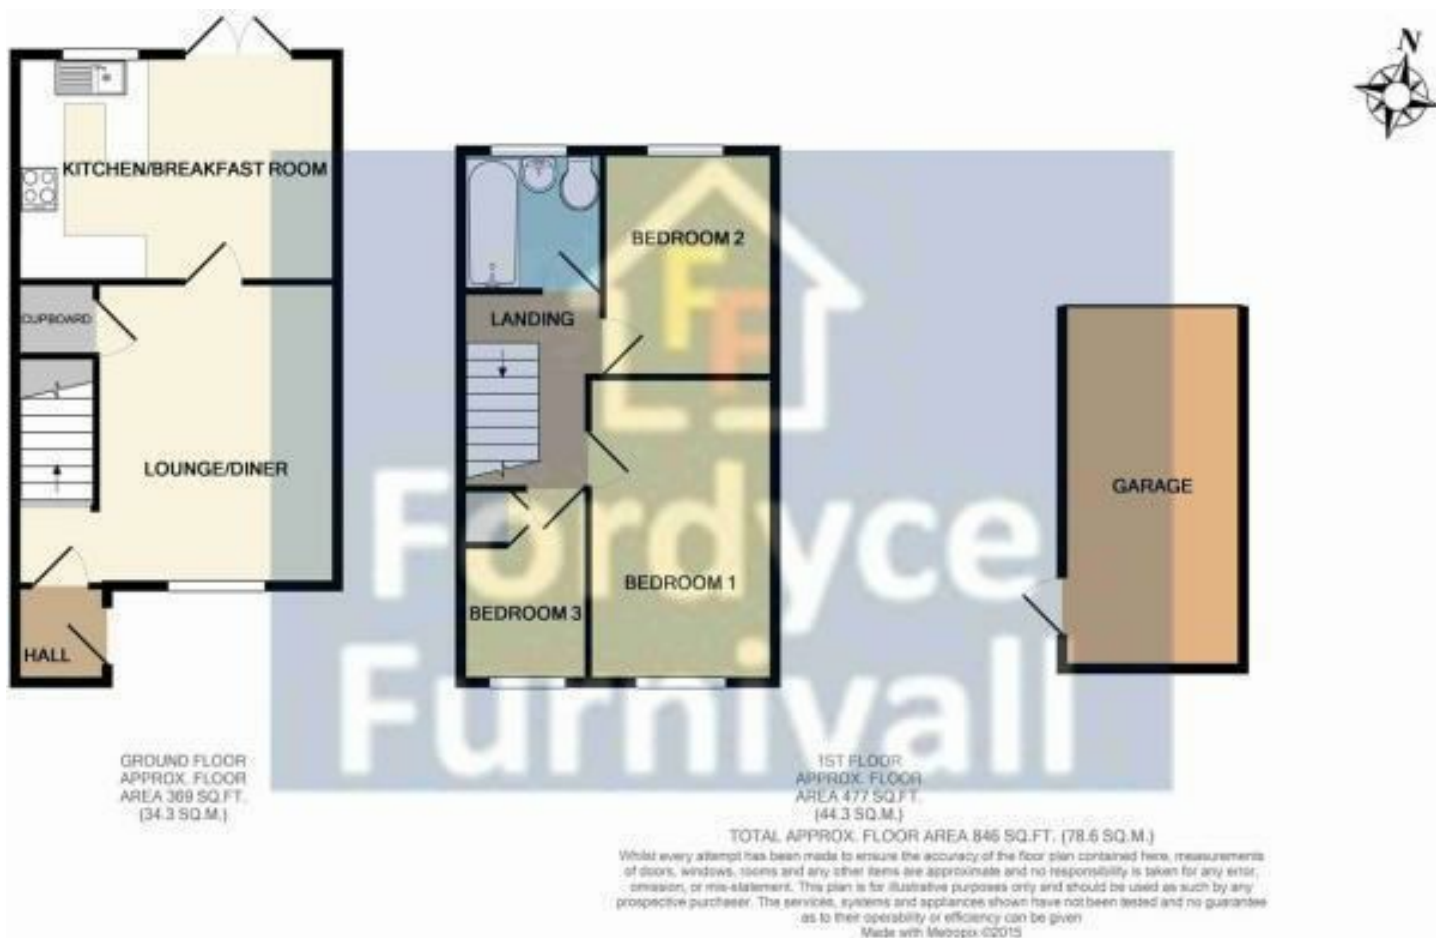 N
KITCHEN/BREAKFAST ROOM
CUPBOARD
LOUNGE/DINER
HALL
BEDROOM 2
LANDING
BEDROOM 1
BEDROOM 3
GARAGE
F
F
Fordyce
Furnivall
GROUND FLOOR
APPROX. FLOOR
AREA 369 SQ.FT.
(34.3 SQ.M.)
1ST FLOOR
APPROX. FLOOR
AREA 477 SQ.FT.
(44.3 SQ.M.)
TOTAL APPROX. FLOOR AREA 846 SQ.FT. (78.6 SQ.M.)
Whilst every attempt has been made to ensure the accuracy of the floor plan contained here, measurements
of doors, windows, rooms and any other items are approximate and no responsibility is taken for any error,
omission, or mis-statement. This plan is for illustrative purposes only and should be used as such by any
prospective purchaser. The services, systems and appliances shown have not been tested and no guarantee
as to their operability or efficiency can be given
Made with Metropix ©2015